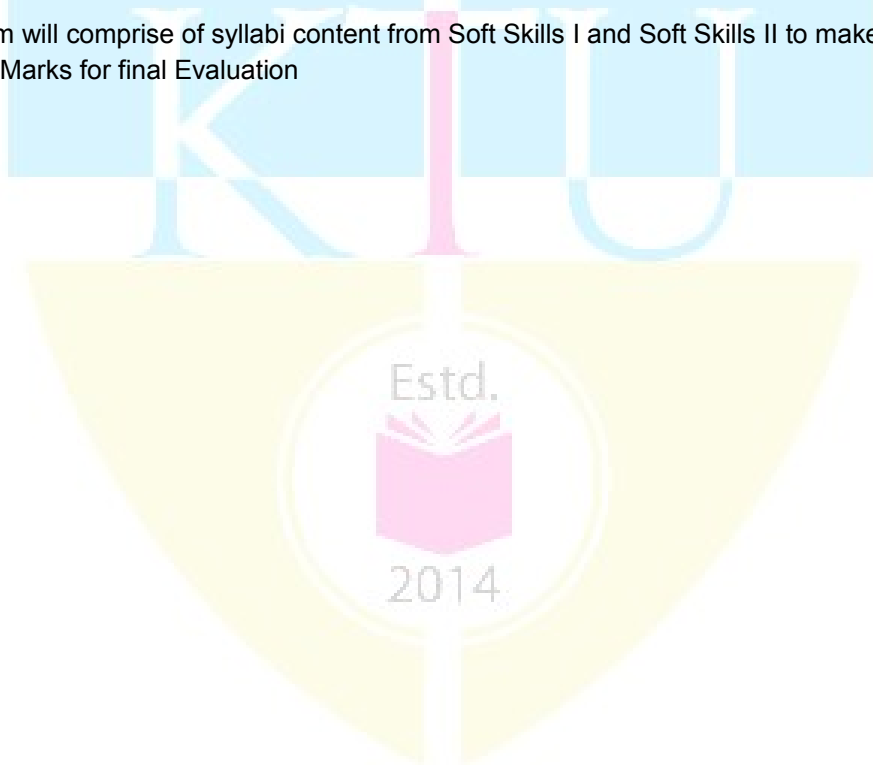 m will comprise of syllabi content from Soft Skills I and Soft Skills II to make
Marks for final Evaluation
KTU
Estd.
2014